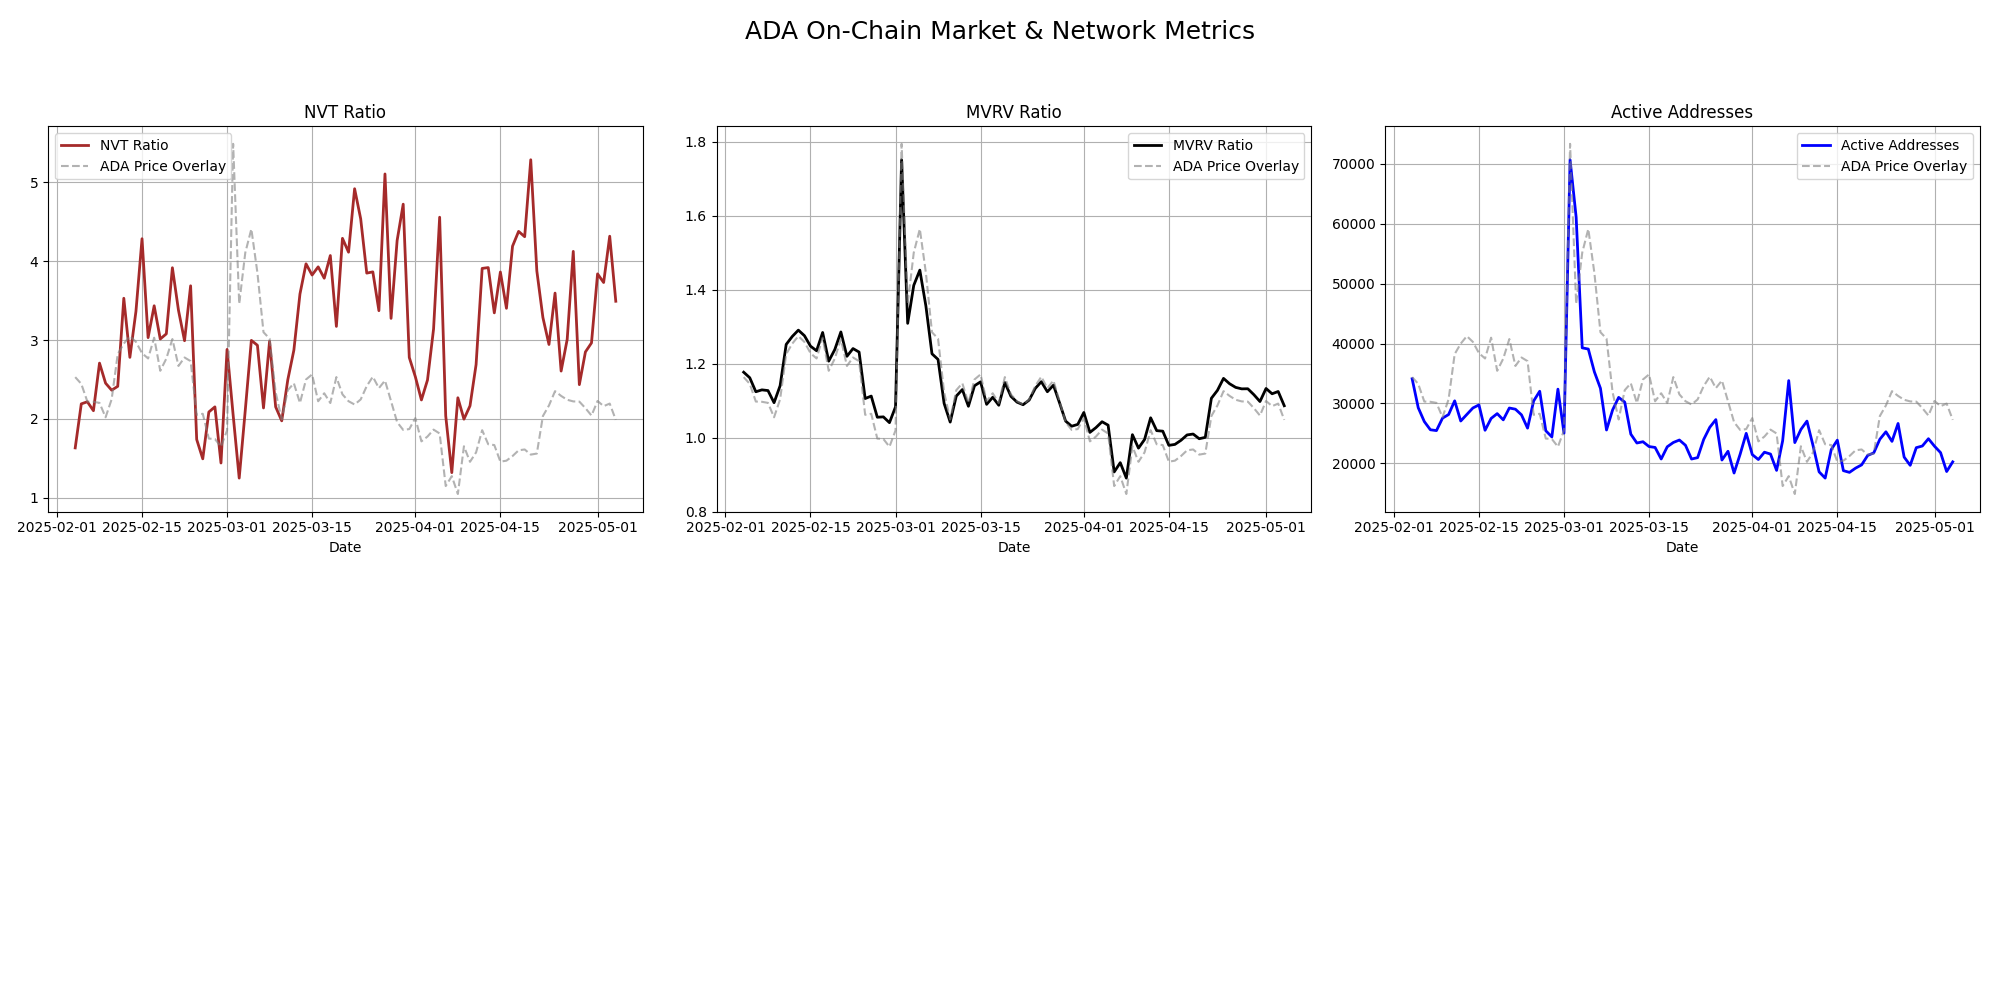 ADA On-Chain Market & Network Metrics
NVT Ratio
NVT Ratio
ADA Price Overlay
5
4
3
2
1
2025-02-01 2025-02-15 2025-03-01 2025-03-15 2025-04-01 2025-04-15 2025-05-01
Date
MVRV Ratio
MVRV Ratio
ADA Price Overlay
1.8
1.6
1.4
1.2
1.0
0.8
2025-02-01 2025-02-15 2025-03-01 2025-03-15 2025-04-01 2025-04-15 2025-05-01
Date
Active Addresses
Active Addresses
ADA Price Overlay
70000
60000
50000
40000
30000
20000
2025-02-01 2025-02-15 2025-03-01 2025-03-15 2025-04-01 2025-04-15 2025-05-01
Date